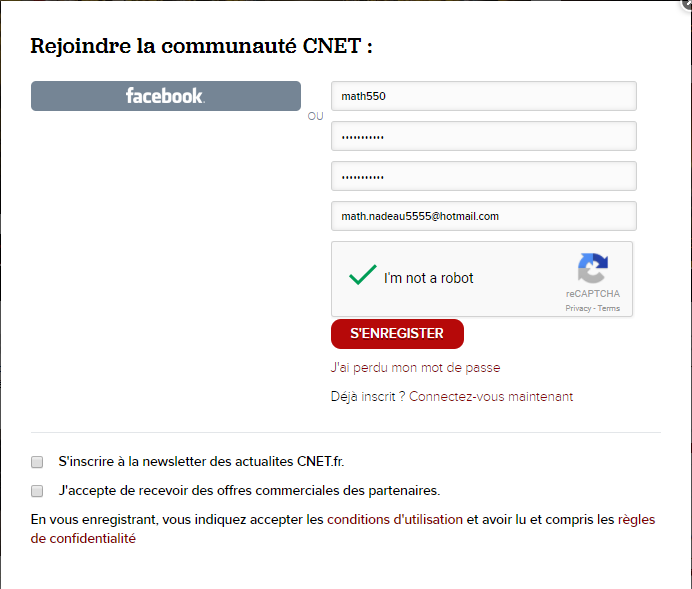 Rejoindre la communauté CNET :
facebook.
OU
math550
•••••••••••
•••••••••••
math.nadeau5555@hotmail.com
I'm not a robot
reCAPTCHA
Privacy - Terms
S'ENREGISTER
J'ai perdu mon mot de passe
Déjà inscrit ? Connectez-vous maintenant
S'inscrire à la newsletter des actualites CNET.fr.
J'accepte de recevoir des offres commerciales des partenaires.
En vous enregistrant, vous indiquez accepter les conditions d'utilisation et avoir lu et compris les règles
de confidentialité